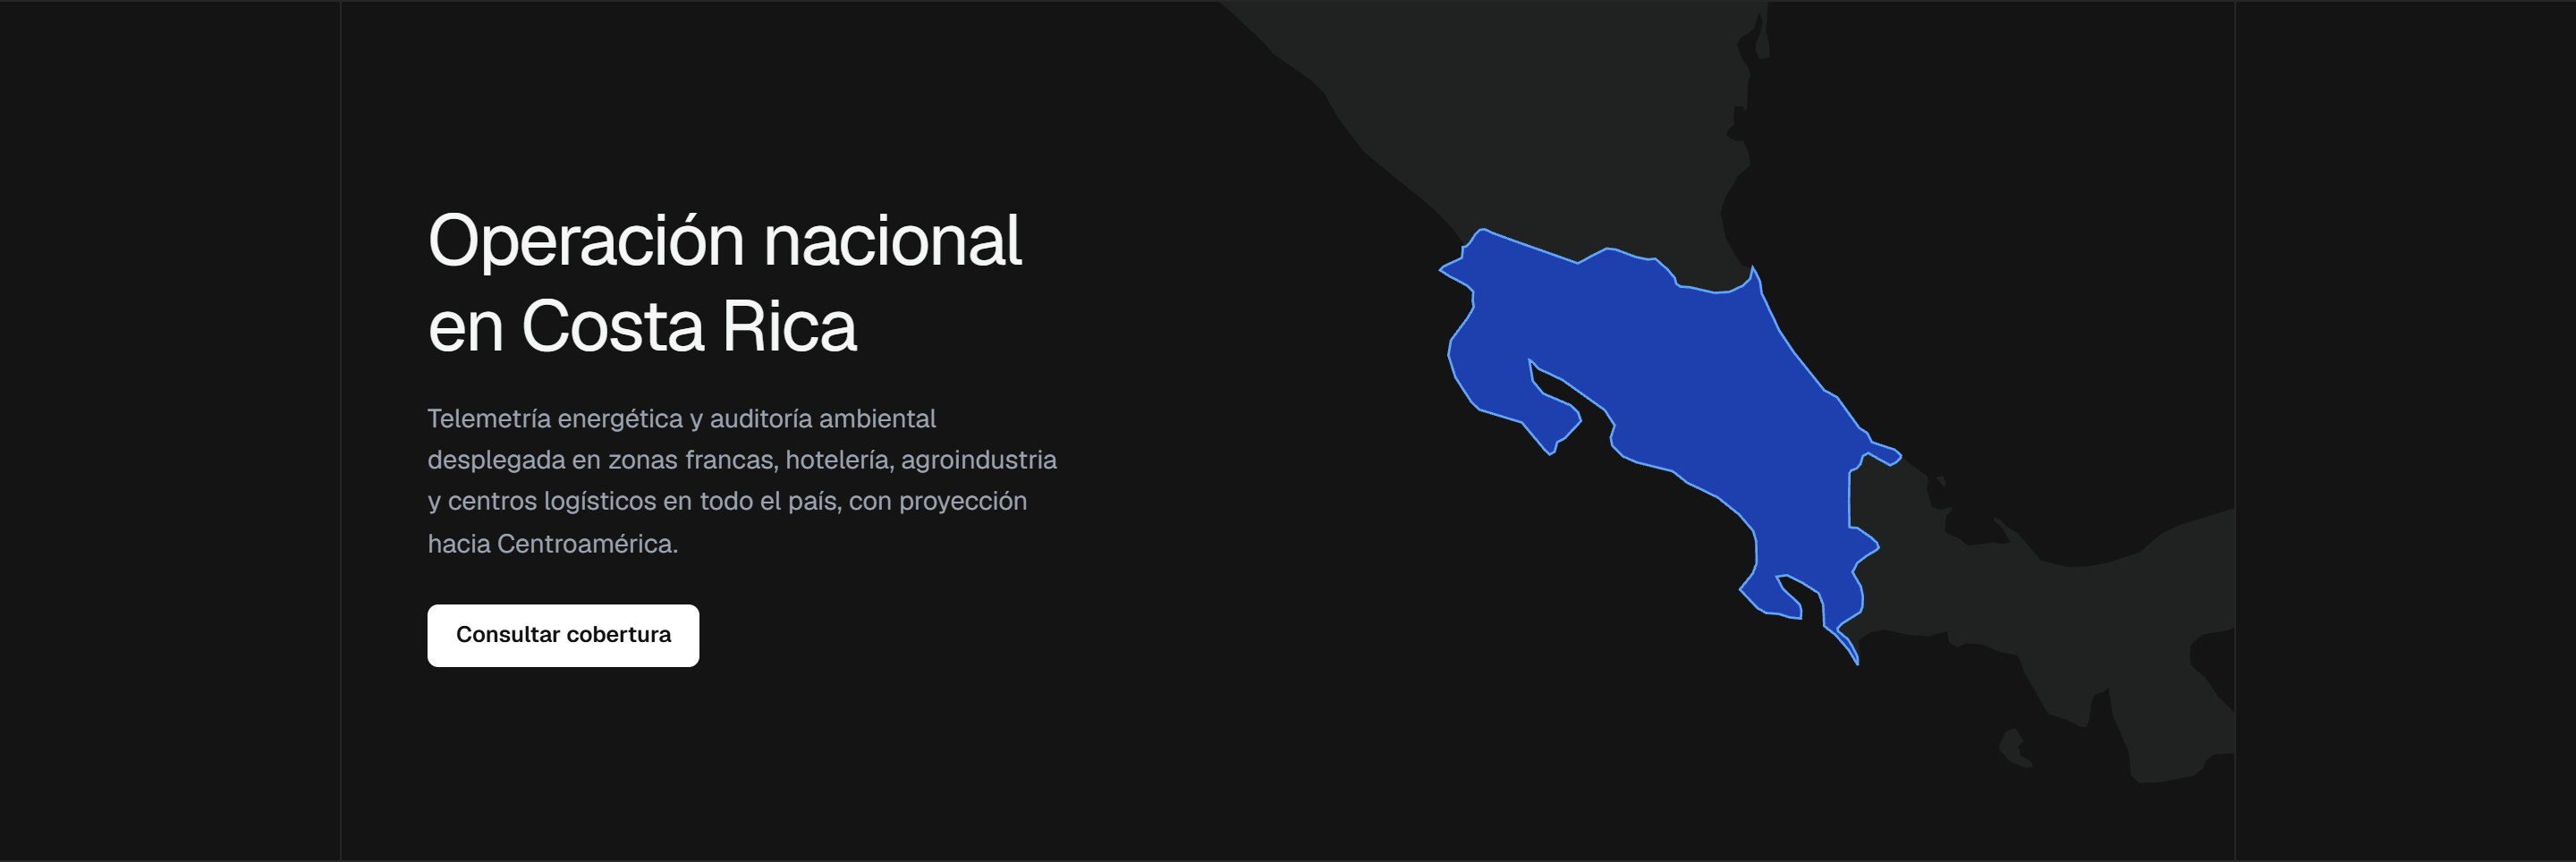 Operación nacional
en Costa Rica
Telemetría energética y auditoría ambiental
desplegada en zonas francas, hotelería, agroindustria
y centros logísticos en todo el país, con proyección
hacia Centroamérica.
Consultar cobertura